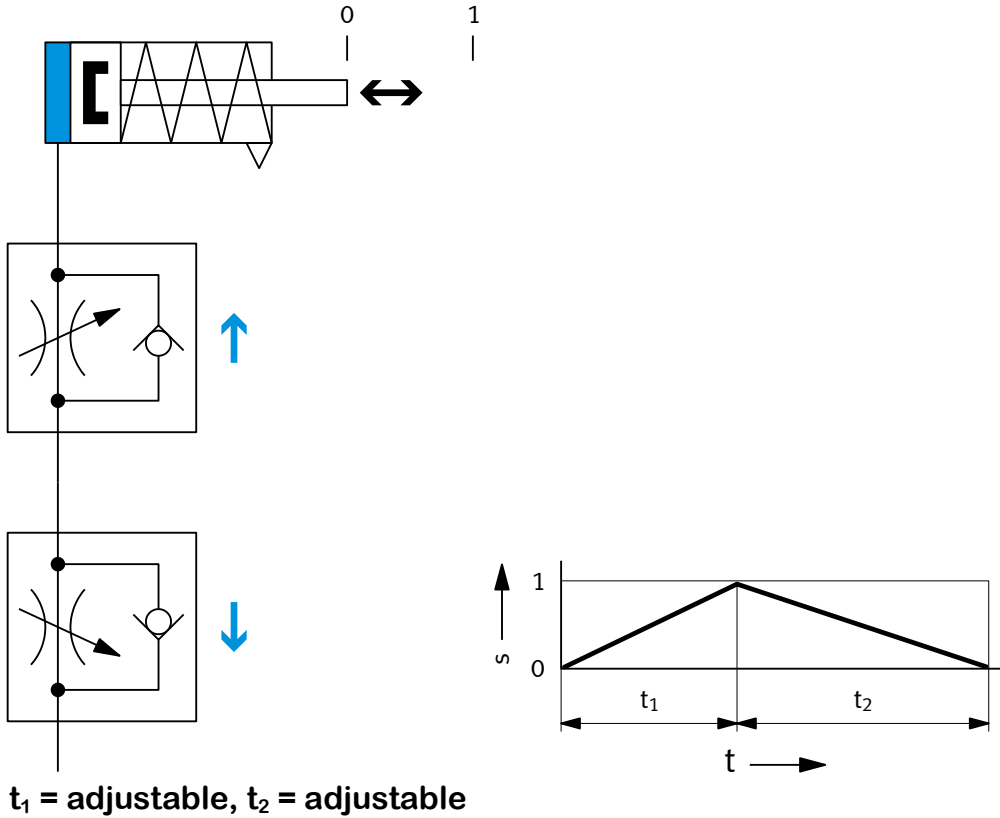 0 1
1
s
0
t₁ t₂
t
t₁ = adjustable, t₂ = adjustable